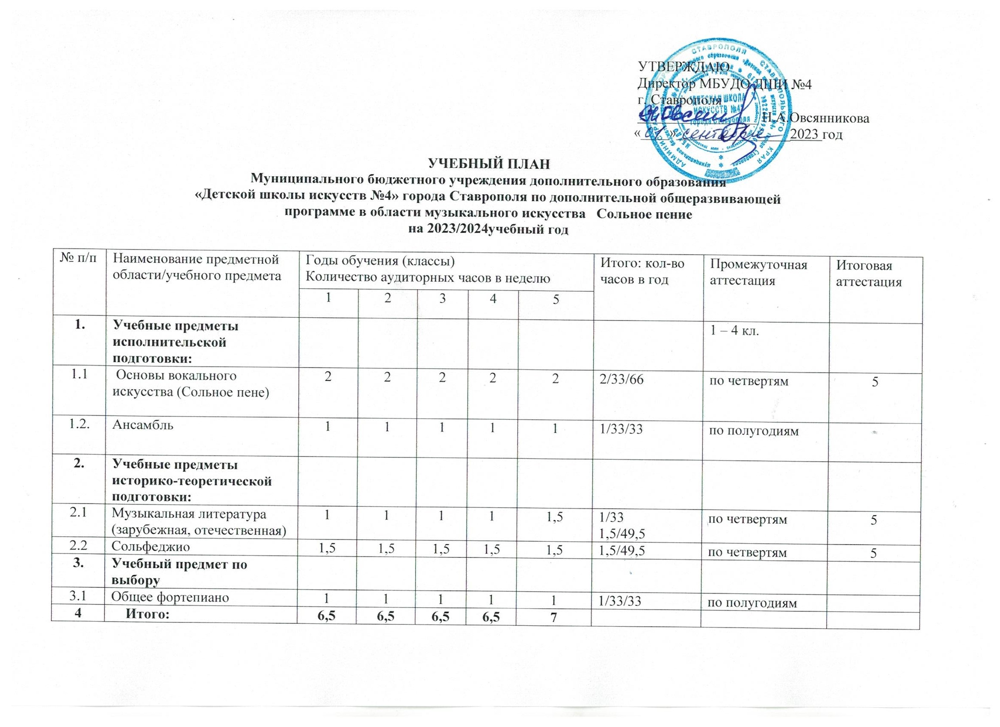 УТВЕРЖДАЮ
Директор МБУДО ДШИ №4
г. Ставрополя
Н.А.Овсянникова
« 01 » сентября 2023 год
СТАВРОПОЛЯ СТАВРОПОЛЬСКОГО КРАЯ
ДЕТСКАЯ ШКОЛА
ИСКУССТВ №4
города Ставрополя
УЧЕБНЫЙ ПЛАН
Муниципального бюджетного учреждения дополнительного образования
«Детской школы искусств №4» города Ставрополя по дополнительной общеразвивающей
программе в области музыкального искусства Сольное пение
на 2023/2024учебный год
№ п/п Наименование предметной Годы обучения (классы) Итого: кол-во Промежуточная Итоговая
области/учебного предмета Количество аудиторных часов в неделю часов в год аттестация аттестация
1 2 3 4 5
1. Учебные предметы 1 – 4 кл.
исполнительской
подготовки:
1.1 Основы вокального 2 2 2 2 2 2/33/66 по четвертям 5
искусства (Сольное пене)
1.2. Ансамбль 1 1 1 1 1 1/33/33 по полугодиям
2. Учебные предметы
историко-теоретической
подготовки:
2.1 Музыкальная литература 1 1 1 1 1,5 1/33 по четвертям 5
(зарубежная, отечественная) 1,5/49,5
2.2 Сольфеджио 1,5 1,5 1,5 1,5 1,5 1,5/49,5 по четвертям 5
3. Учебный предмет по
выбору
3.1 Общее фортепиано 1 1 1 1 1 1/33/33 по полугодиям
4 Итого: 6,5 6,5 6,5 6,5 7